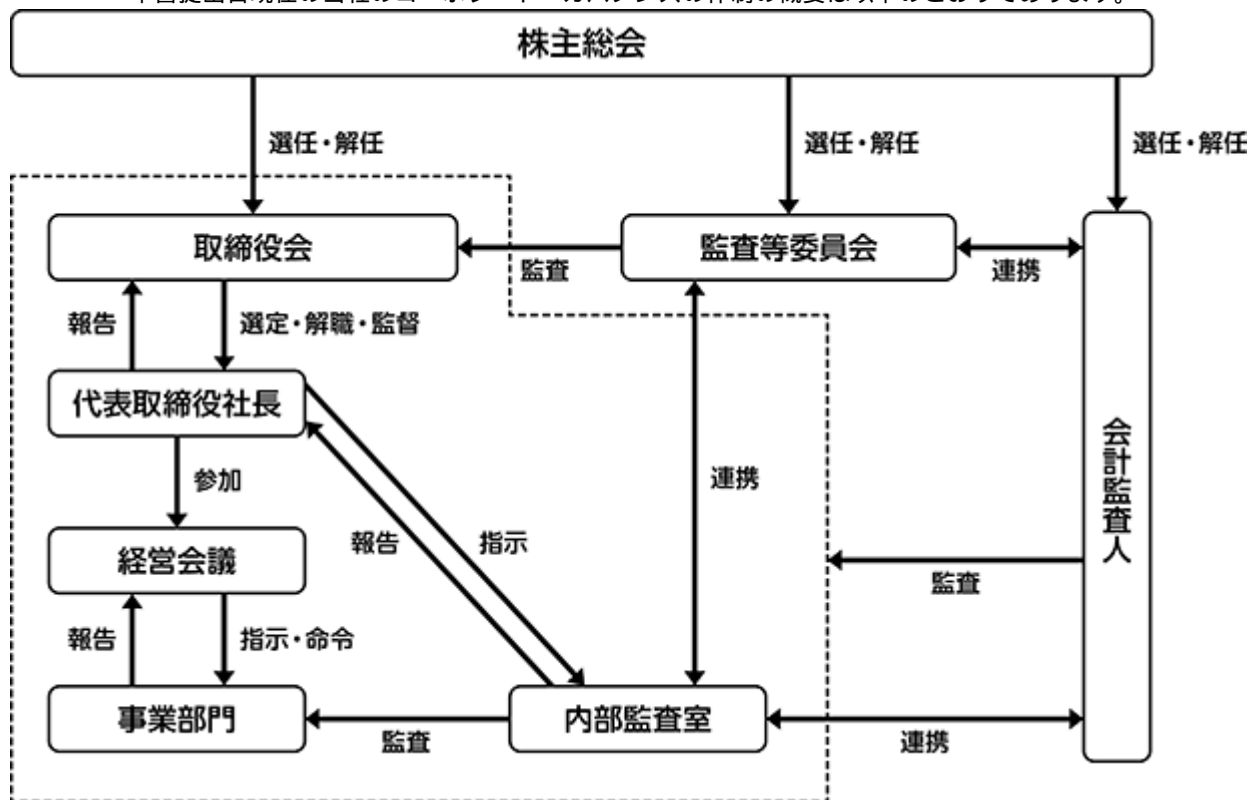 株主総会
選任・解任
選任・解任
選任・解任
取締役会
監査等委員会
監査
連携
報告
選定・解職・監督
代表取締役社長
参加
連携
会計監査人
経営会議
報告
指示
監査
報告
指示・命令
事業部門
内部監査室
監査
連携